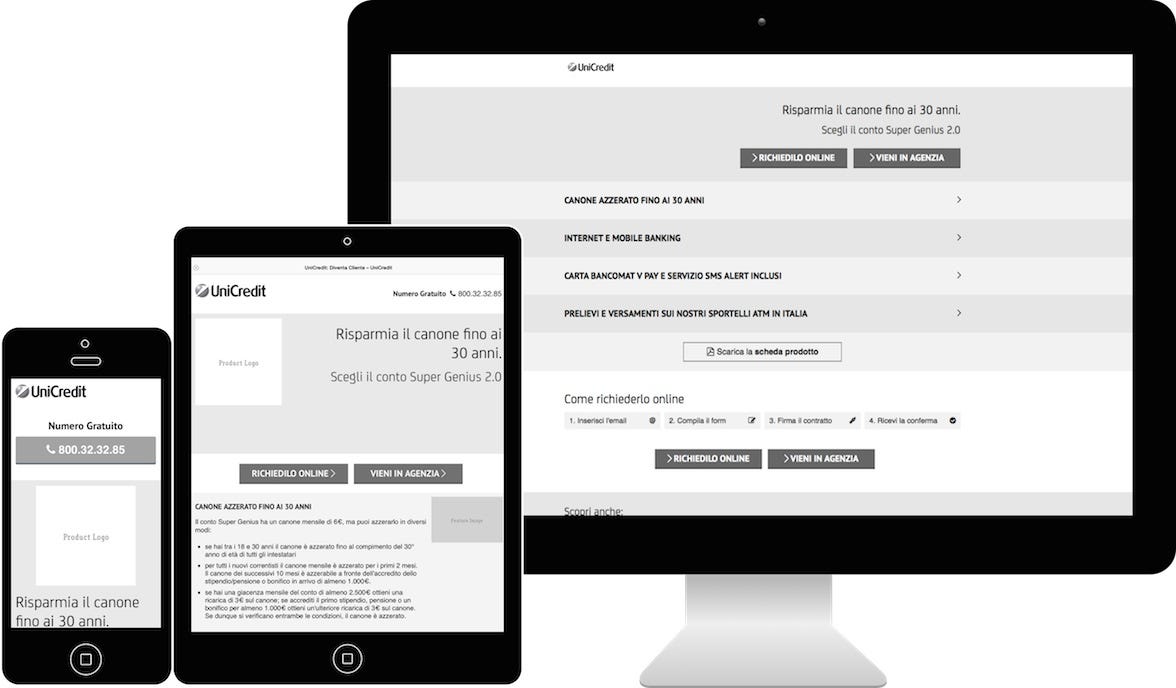 UniCredit
Risparmia il canone fino ai 30 anni.
Scegli il conto Super Genius 2.0
RICHIEDILO ONLINE
VIENI IN AGENZIA
CANONE AZZERATO FINO AI 30 ANNI
INTERNET E MOBILE BANKING
CARTA BANCOMAT V PAY E SERVIZIO SMS ALERT INCLUSI
PRELIEVI E VERSAMENTI SUI NOSTRI SPORTELLI ATM IN ITALIA
Scarica la scheda prodotto
Come richiederlo online
1. Inserisci l'email
2. Compila il form
3. Firma il contratto
4. Ricevi la conferma
RICHIEDILO ONLINE
VIENI IN AGENZIA
Scopri anche:
UniCredit: Diventa Cliente – UniCredit
UniCredit
Numero Gratuito 800.32.32.85
Product Logo
Risparmia il canone fino ai
30 anni.
Scegli il conto Super Genius 2.0
RICHIEDILO ONLINE
VIENI IN AGENZIA
CANONE AZZERATO FINO AI 30 ANNI
Il conto Super Genius ha un canone mensile di 6€, ma puoi azzerarlo in diversi
modi:
• se hai tra i 18 e 30 anni il canone è azzerato fino al compimento del 30°
anno di età di tutti gli intestatari
• per tutti i nuovi correntisti il canone mensile è azzerato per i primi 2 mesi.
Il canone dei successivi 10 mesi è azzerabile a fronte dell'accredito dello
stipendio/pensione o bonifico in arrivo di almeno 1.000€.
• se hai una giacenza mensile del conto di almeno 2.500€ ottieni una
ricarica di 3€ sul canone; se accrediti il primo stipendio, pensione o un
bonifico per almeno 1.000€ ottieni un'ulteriore ricarica di 3€ sul canone.
Se dunque si verificano entrambe le condizioni, il canone è azzerato.
Feature Image
UniCredit
Numero Gratuito
800.32.32.85
Product Logo
Risparmia il canone
fino ai 30 anni.